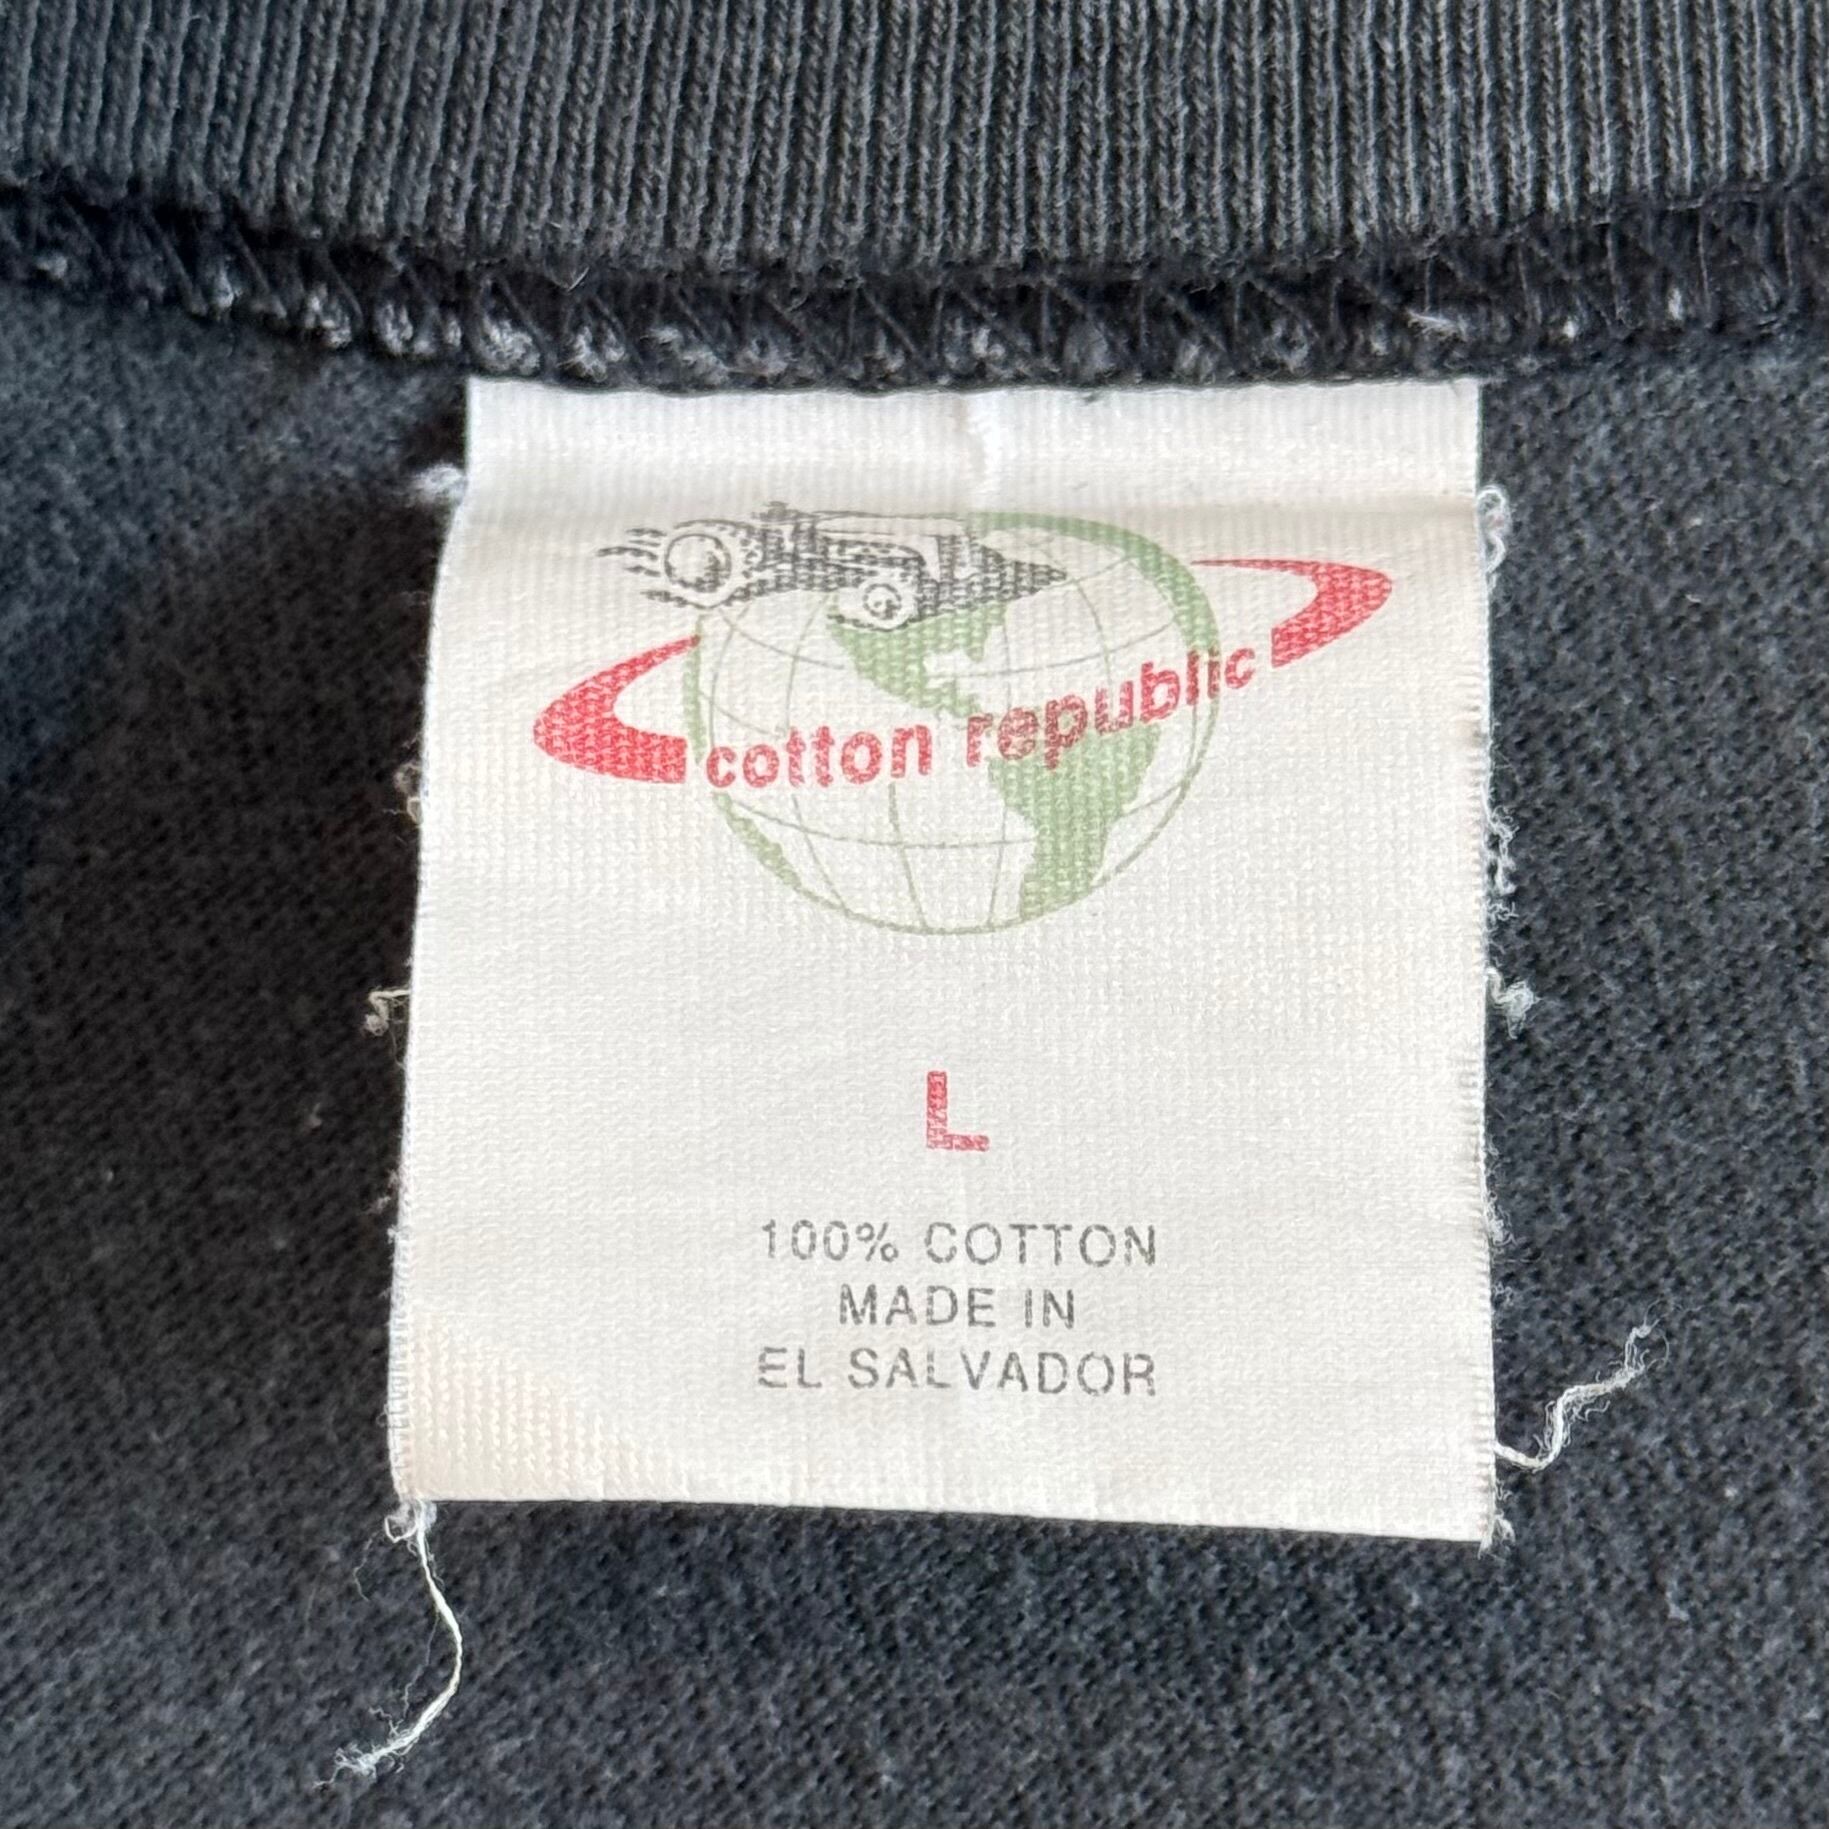 cotton republic
L
100% COTTON
MADE IN
EL SALVADOR